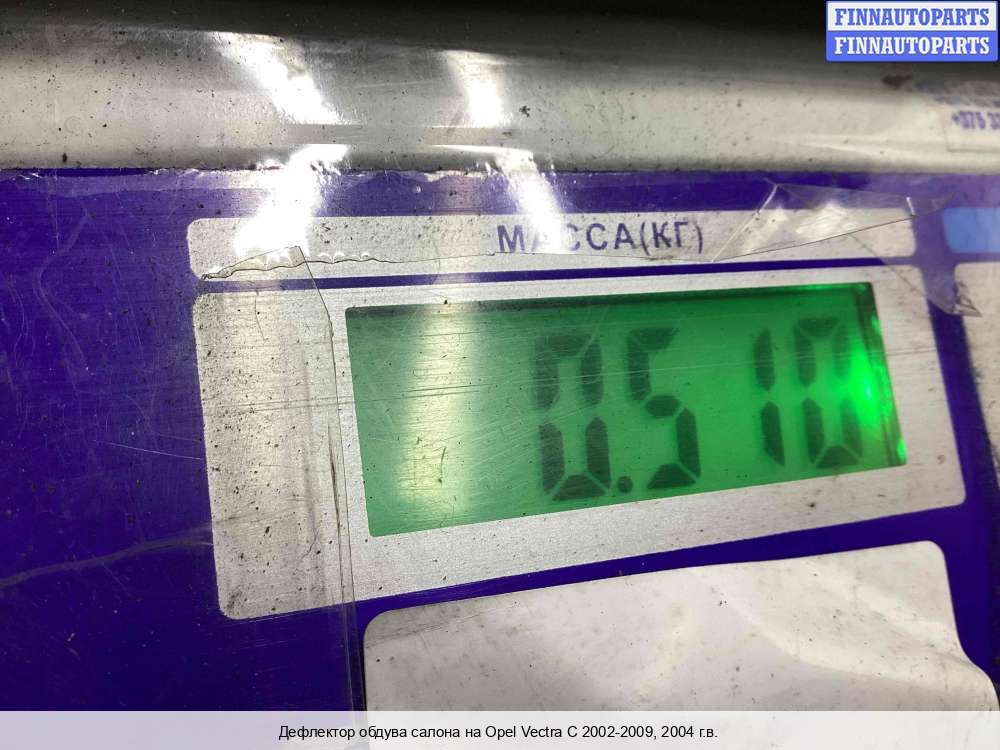 FINNAUTOPARTS
FINNAUTOPARTS
МАССА(КГ)
0.510
Дефлектор обдува салона на Opel Vectra C 2002-2009, 2004 г.в.